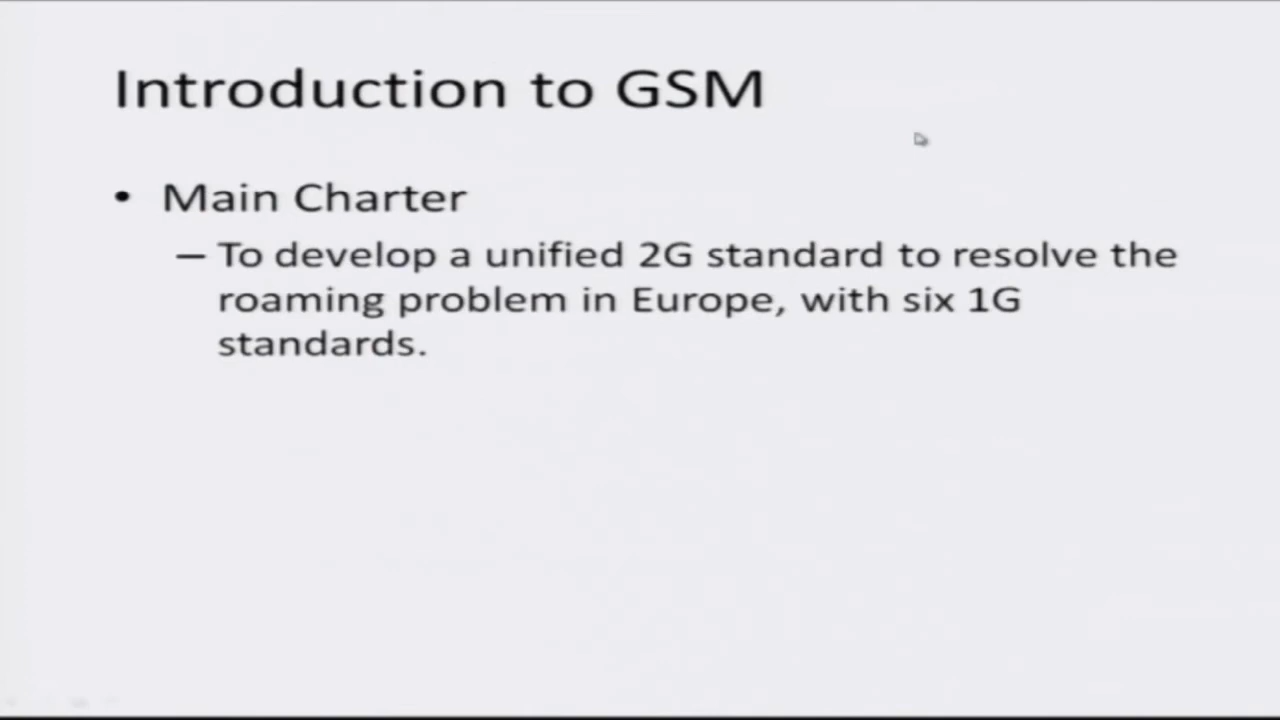 Introduction to GSM
• Main Charter
– To develop a unified 2G standard to resolve the
roaming problem in Europe, with six 1G
standards.